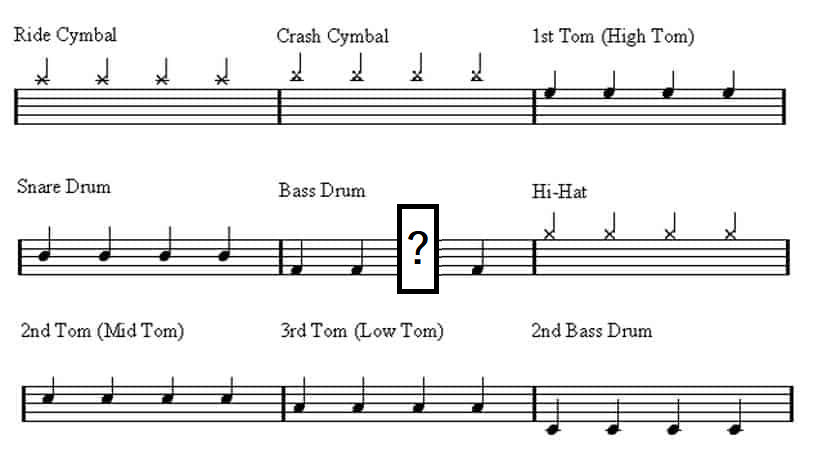 Ride Cymbal
Crash Cymbal
1st Tom (High Tom)
Snare Drum
Bass Drum
?
Hi-Hat
2nd Tom (Mid Tom)
3rd Tom (Low Tom)
2nd Bass Drum